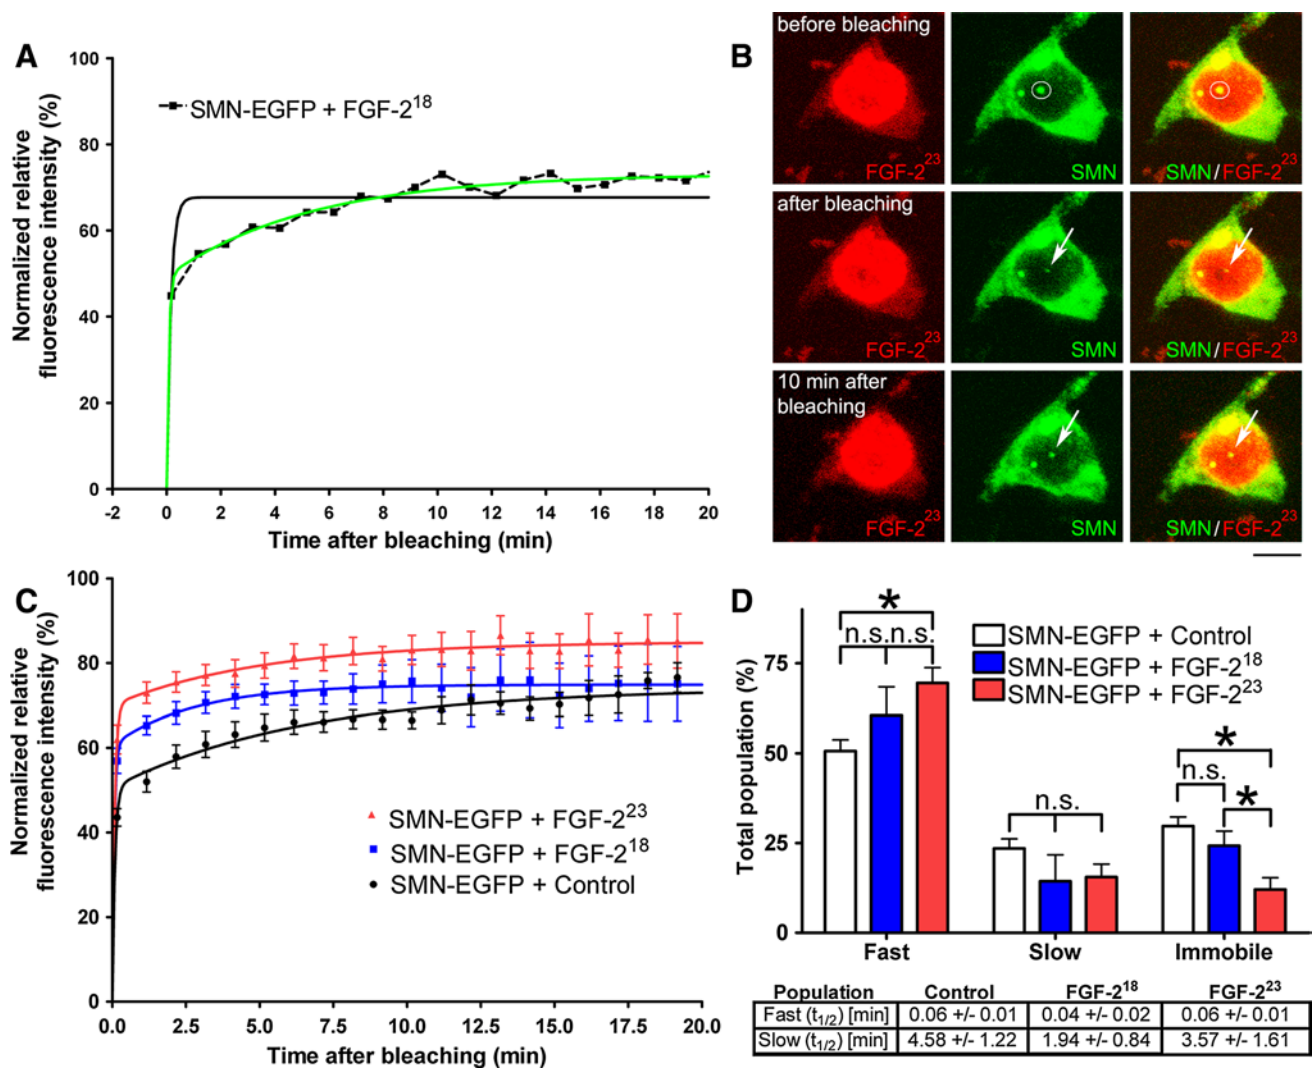 A
Normalized relative
fluorescence intensity (%)
100
80
60
40
20
0
SMN-EGFP + FGF-2¹⁸
-2 0 2 4 6 8 10 12 14 16 18 20
Time after bleaching (min)
B
before bleaching
FGF-2²³
SMN
SMN/FGF-2²³
after bleaching
FGF-2²³
SMN
SMN/FGF-2²³
10 min after
bleaching
FGF-2²³
SMN
SMN/FGF-2²³
C
Normalized relative
fluorescence intensity (%)
100
80
60
40
20
0
SMN-EGFP + FGF-2²³
SMN-EGFP + FGF-2¹⁸
SMN-EGFP + Control
0.0 2.5 5.0 7.5 10.0 12.5 15.0 17.5 20.0
Time after bleaching (min)
D
Total population (%)
75
50
25
0
*
n.s. n.s.
SMN-EGFP + Control
SMN-EGFP + FGF-2¹⁸
SMN-EGFP + FGF-2²³
n.s.
*
n.s.
*
Fast Slow Immobile
Population Control FGF-2¹⁸ FGF-2²³
Fast (t₁/₂) [min] 0.06 +/- 0.01 0.04 +/- 0.02 0.06 +/- 0.01
Slow (t₁/₂) [min] 4.58 +/- 1.22 1.94 +/- 0.84 3.57 +/- 1.61